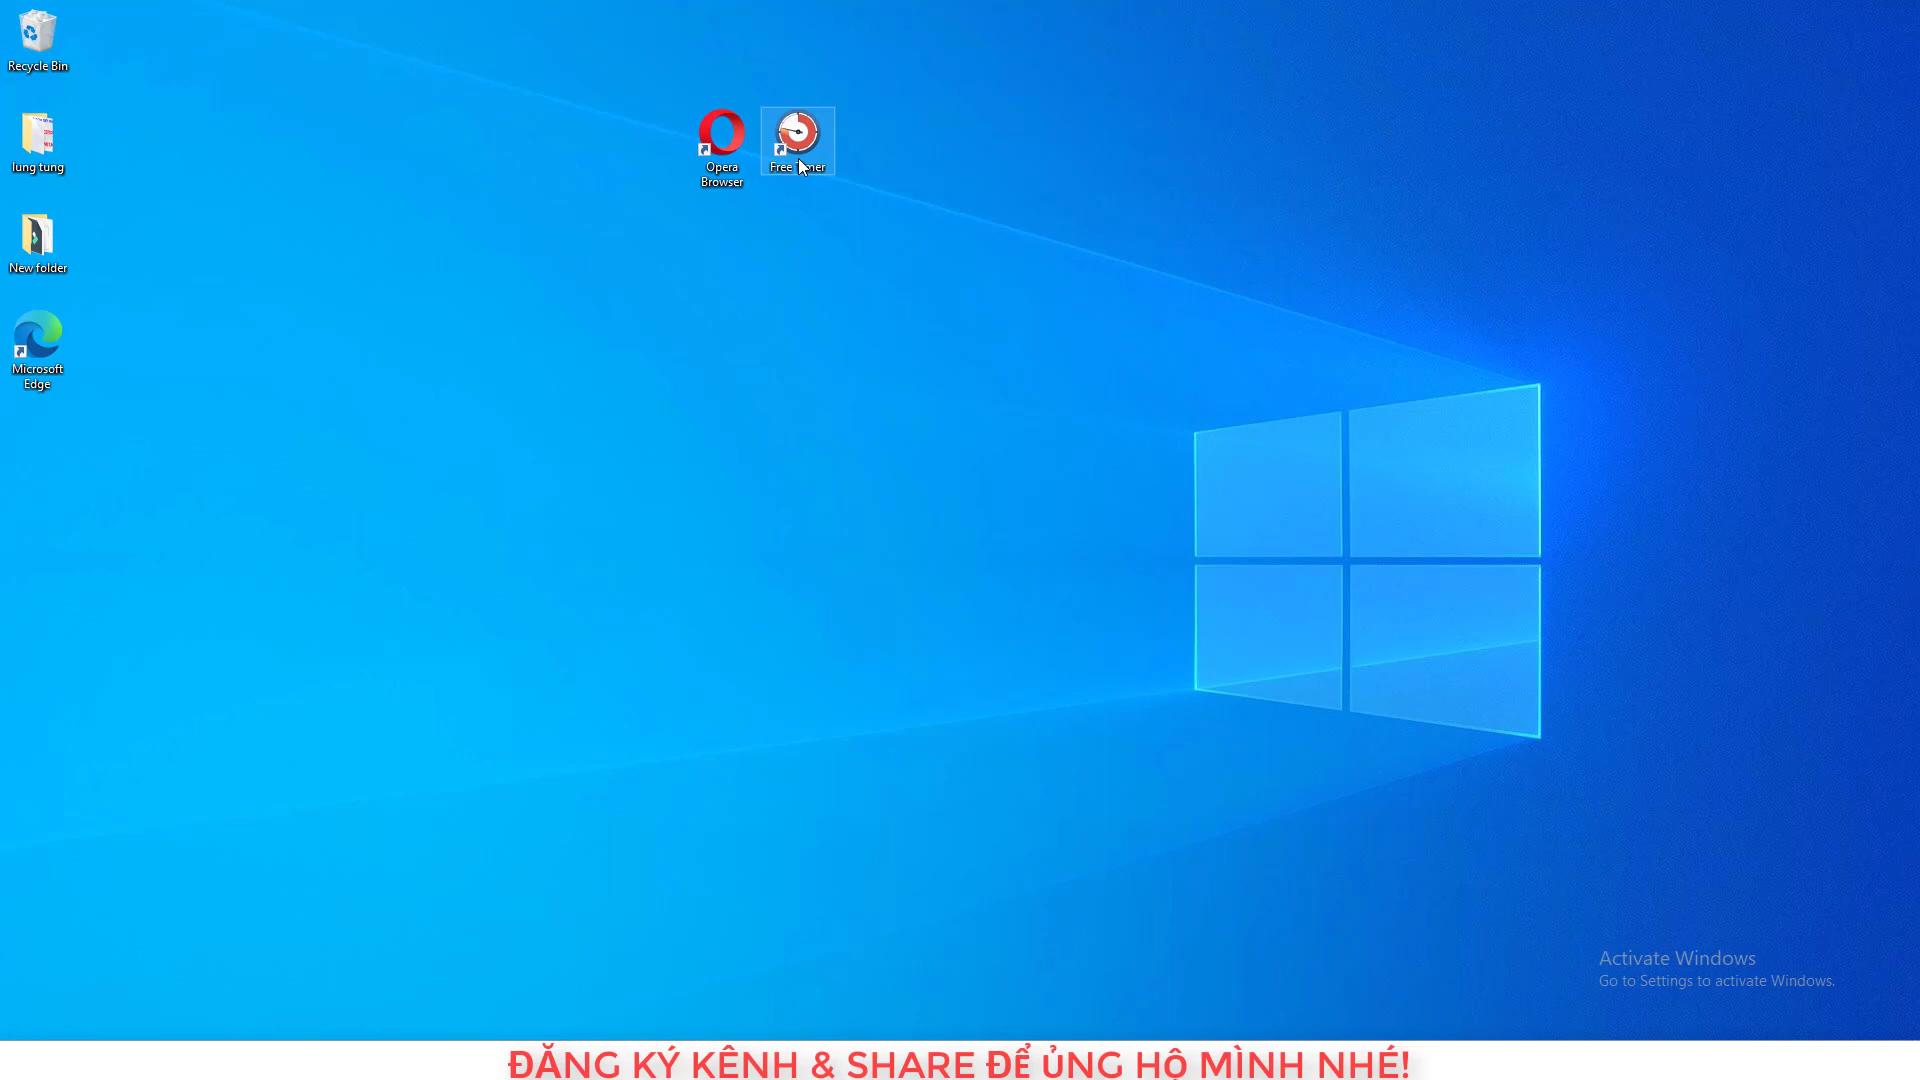 Recycle Bin
lung tung
New folder
Microsoft
Edge
Opera
Browser
Free
Activate Windows
Go to Settings to activate Windows.
ĐĂNG KÝ KÊNH & SHARE ĐỂ ỦNG HỘ MÌNH NHÉ!